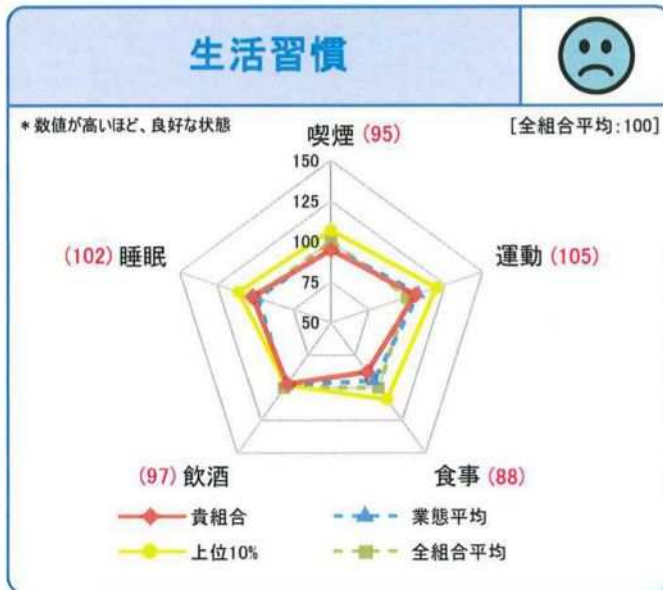 生活習慣
*数値が高いほど、良好な状態
[全組合平均:100]
喫煙 (95)
150
125
100
75
50
(102) 睡眠
運動 (105)
(97) 飲酒
食事 (88)
貴組合
業態平均
上位10%
全組合平均